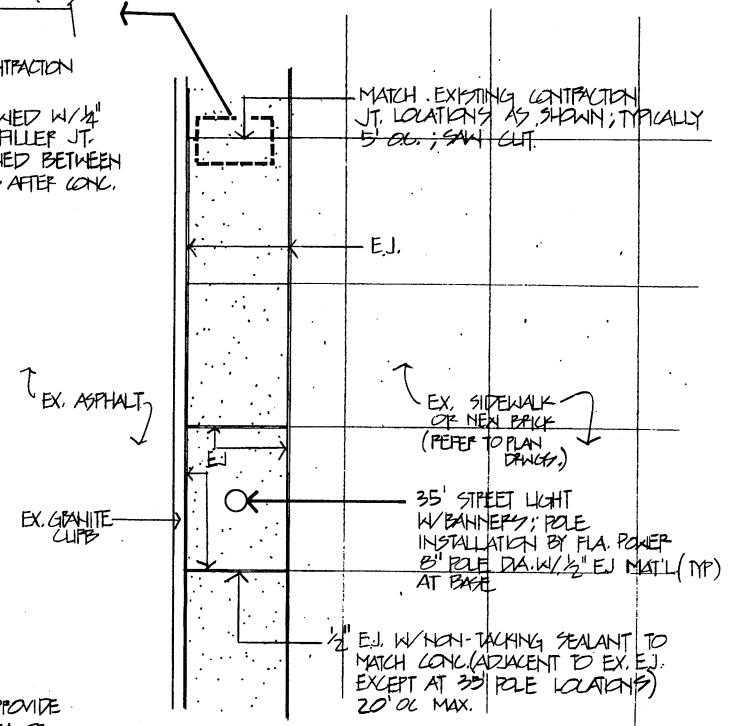 WED W/ 1/4"
FILLER JT.
BETWEEN
AFTER CONC.
MATCH EXISTING CONTRACTION
JT. LOCATIONS AS SHOWN; TYPICALLY
5' OC.; SAW CUT.
E.J.
EX. ASPHALT
EX. SIDEWALK
OR NEW BRICK
(REFER TO PLAN
DRWGS.)
EJ
EX. GRANITE
CURB
35' STREET LIGHT
W/BANNERS; POLE
INSTALLATION BY FLA. POWER
8" POLE DIA. W/ 1/2" EJ MAT'L (TYP)
AT BASE
1/2" E.J. W/NON-TACKING SEALANT TO
MATCH CONC. (ADJACENT TO EX. E.J.
EXCEPT AT 35' POLE LOCATIONS)
20' OC MAX.
PROVIDE